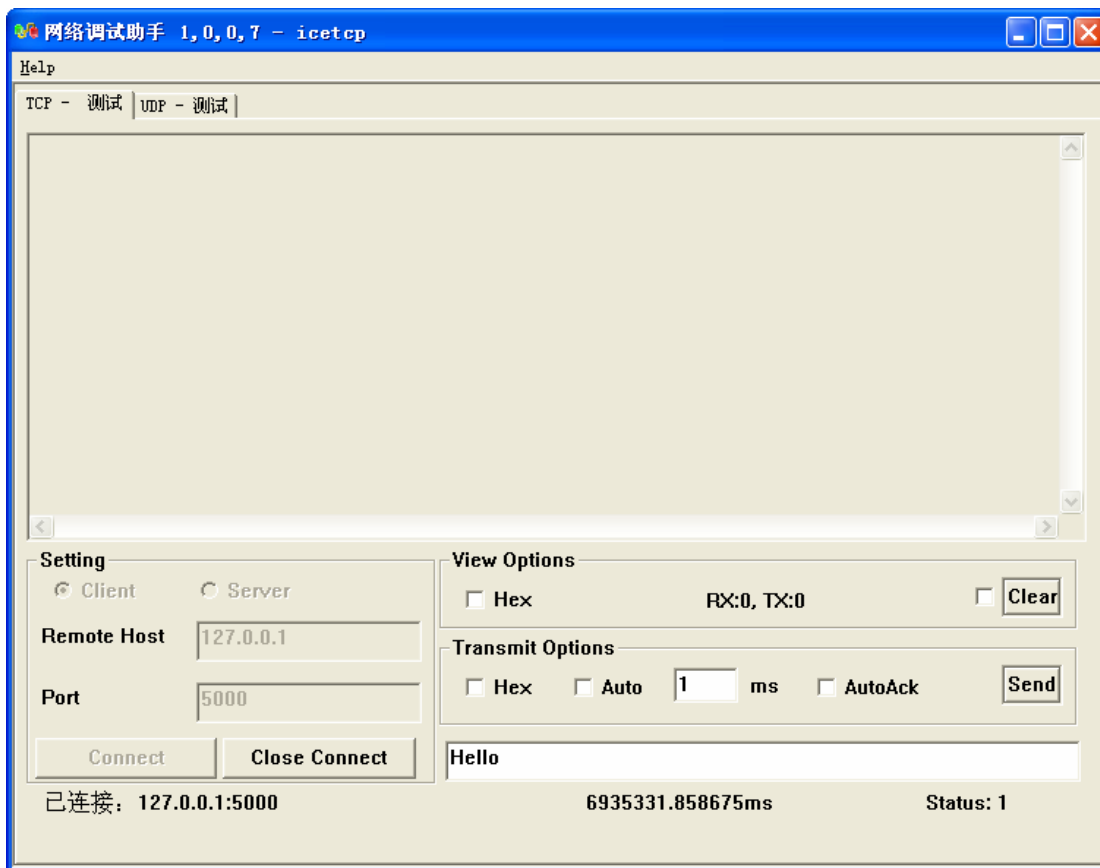 网络调试助手 1,0,0,7 - icetcp
Help
TCP - 测试 UDP - 测试
Setting
Client Server
Remote Host 127.0.0.1
Port 5000
Connect Close Connect
View Options
Hex RX:0, TX:0 Clear
Transmit Options
Hex Auto 1 ms AutoAck Send
Hello
已连接：127.0.0.1:5000 6935331.858675ms Status: 1